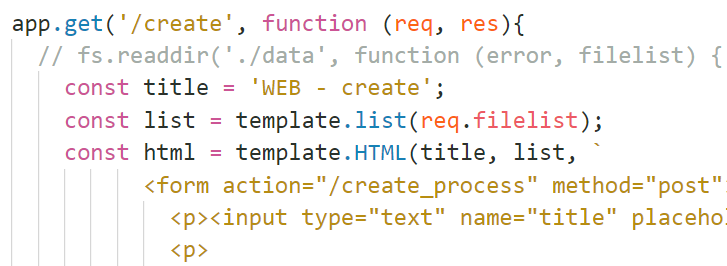 app.get('/create', function (req, res){
// fs.readdir('./data', function (error, filelist) {
const title = 'WEB - create';
const list = template.list(req.filelist);
const html = template.HTML(title, list, `
<form action="/create_process" method="post"
<p><input type="text" name="title"
<p>